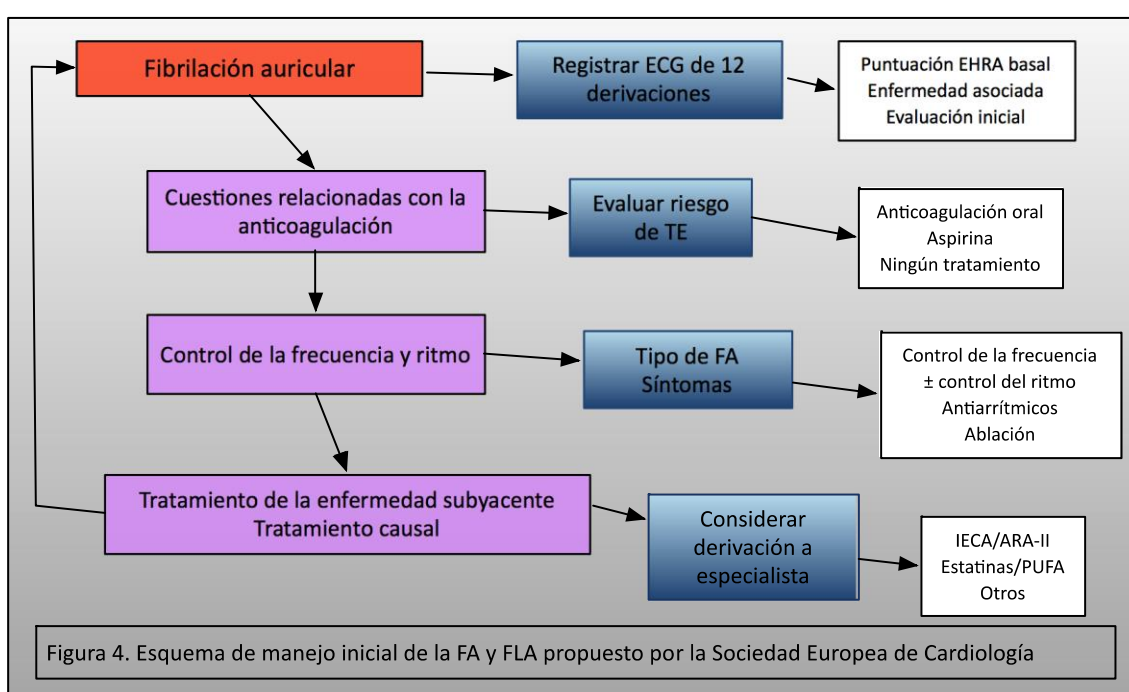 Fibrilación auricular
Registrar ECG de 12
derivaciones
Puntuación EHRA basal
Enfermedad asociada
Evaluación inicial
Cuestiones relacionadas con la
anticoagulación
Evaluar riesgo
de TE
Anticoagulación oral
Aspirina
Ningún tratamiento
Control de la frecuencia y ritmo
Tipo de FA
Síntomas
Control de la frecuencia
± control del ritmo
Antiarrítmicos
Ablación
Tratamiento de la enfermedad subyacente
Tratamiento causal
Considerar
derivación a
especialista
IECA/ARA-II
Estatinas/PUFA
Otros
Figura 4. Esquema de manejo inicial de la FA y FLA propuesto por la Sociedad Europea de Cardiología